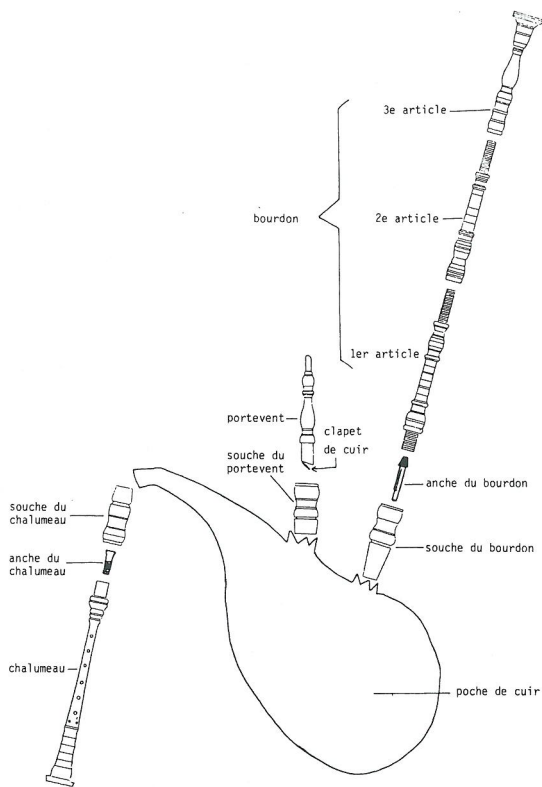 3e article
bourdon
2e article
1er article
portevent
clapet
de cuir
souche du
portevent
anche du bourdon
souche du
chalumeau
souche du bourdon
anche du
chalumeau
chalumeau
poche de cuir